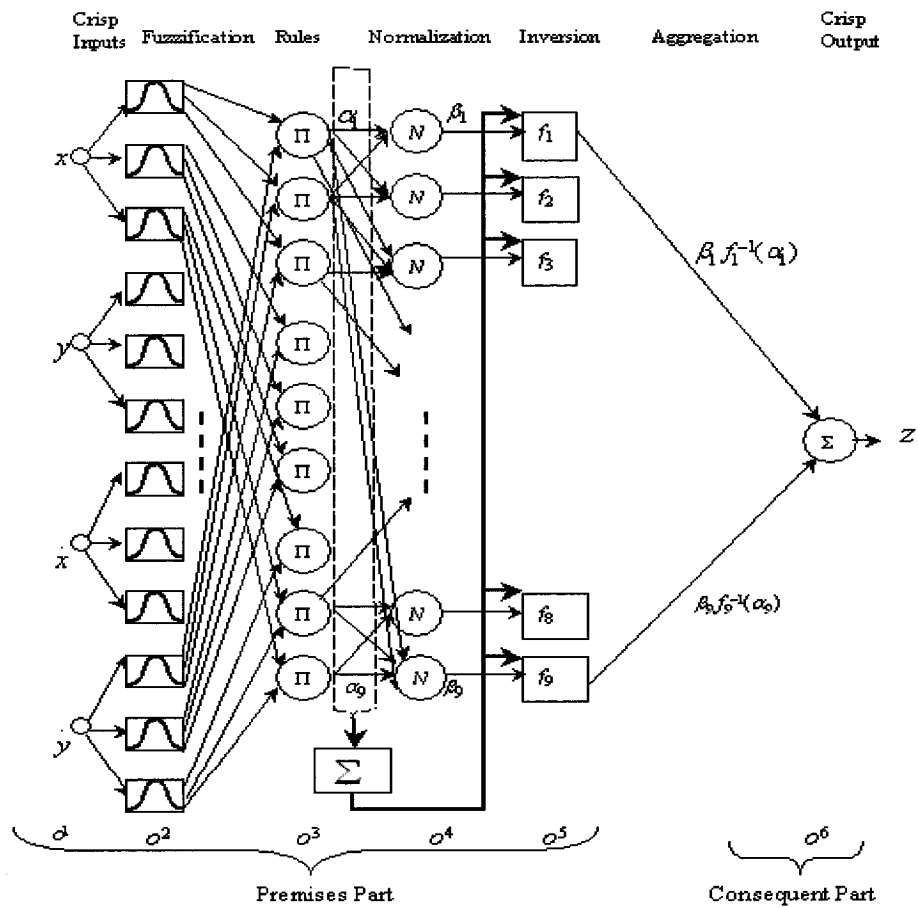 Crisp Inputs
Fuzzification
Rules
Normalization
Inversion
Aggregation
Crisp Output
x
y
ẋ
ẏ
Π
Π
Π
Π
Π
Π
Π
Π
Π
α₁
α₉
N
N
N
N
N
β₁
β₉
f₁
f₂
f₃
f₈
f₉
β₁ f₁⁻¹(α₁)
β₉ f₉⁻¹(α₉)
Σ
z
Σ
O¹
O²
O³
O⁴
O⁵
O⁶
Premises Part
Consequent Part